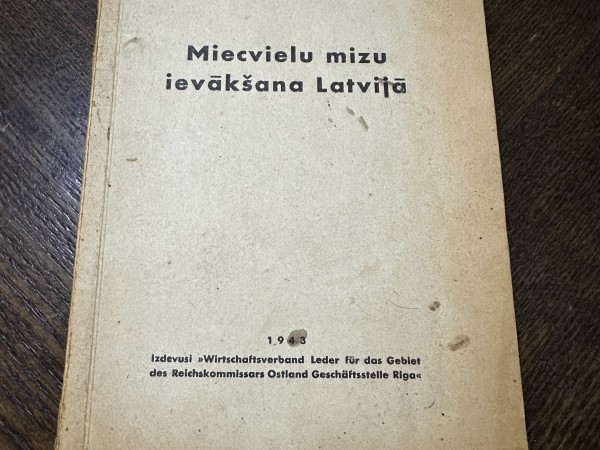 Miecvielu mizu
ievākšana Latvijā
1943
Izdevusi »Wirtschaftsverband Leder für das Gebiet
des Reichskommissars Ostland Geschäftsstelle Riga«